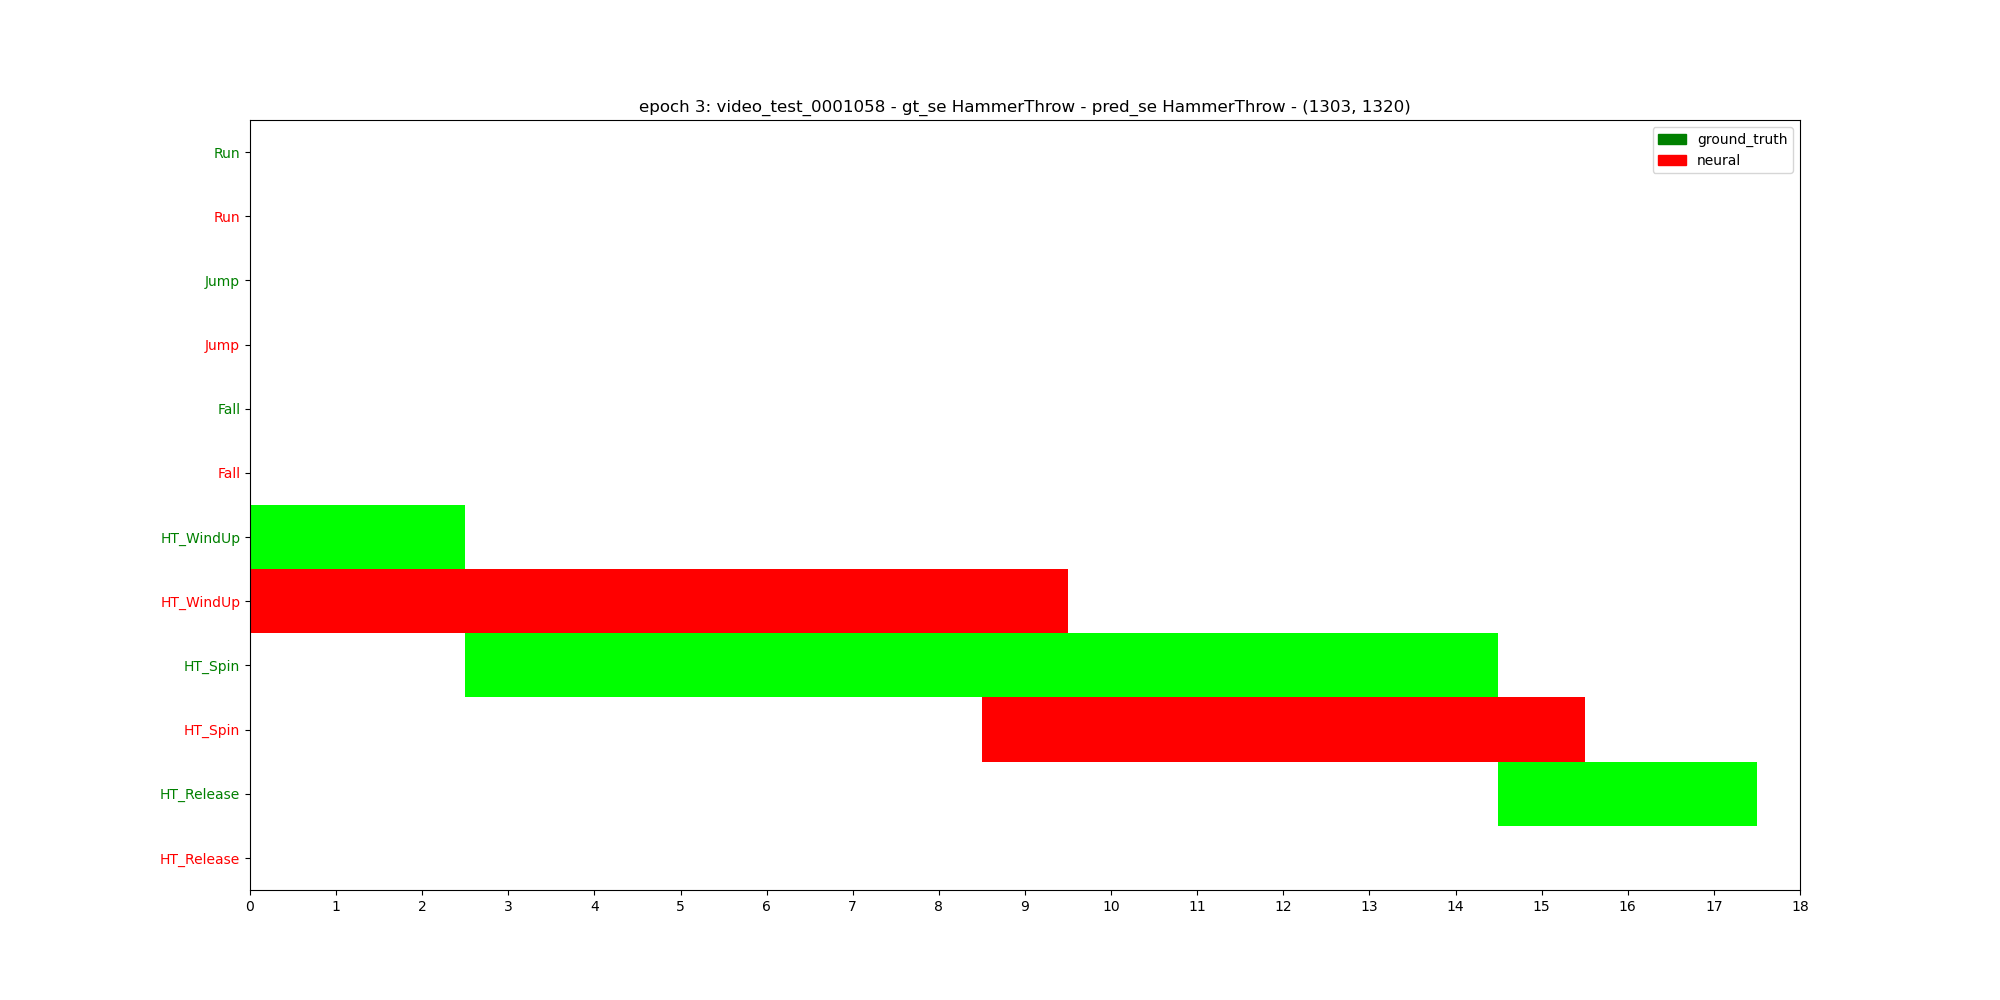 epoch 3: video_test_0001058 - gt_se HammerThrow - pred_se HammerThrow - (1303, 1320)
ground_truth
neural
Run
Run
Jump
Jump
Fall
Fall
HT_WindUp
HT_WindUp
HT_Spin
HT_Spin
HT_Release
HT_Release
0 1 2 3 4 5 6 7 8 9 10 11 12 13 14 15 16 17 18